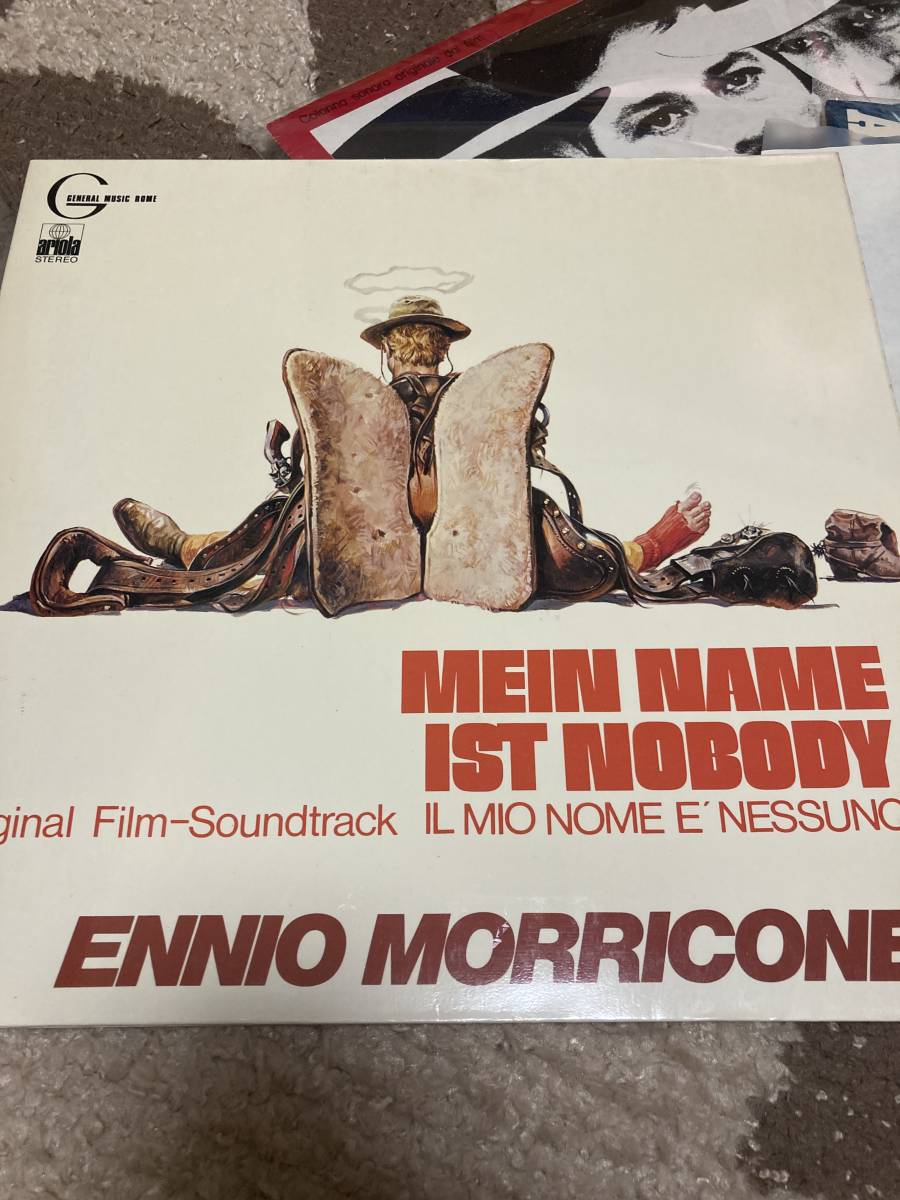 Colonna sonora originale del film
A
GENERAL MUSIC ROME
ariola
STEREO
MEIN NAME
IST NOBODY
ginal Film-Soundtrack IL MIO NOME E´ NESSUNO
ENNIO MORRICONE